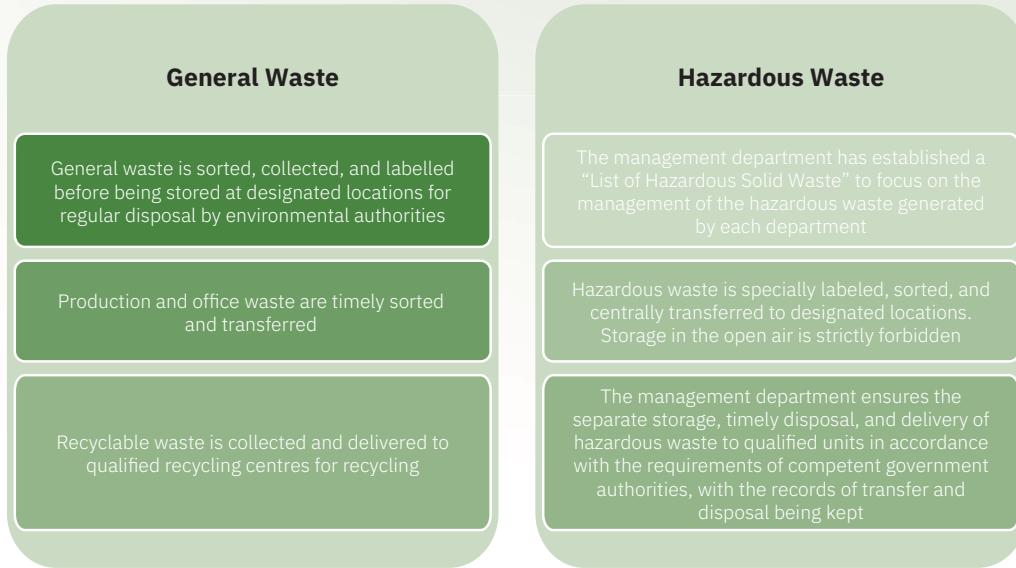 General Waste
General waste is sorted, collected, and labelled
before being stored at designated locations for
regular disposal by environmental authorities
Production and office waste are timely sorted
and transferred
Recyclable waste is collected and delivered to
qualified recycling centres for recycling
Hazardous Waste
The management department has established a
“List of Hazardous Solid Waste” to focus on the
management of the hazardous waste generated
by each department
Hazardous waste is specially labeled, sorted, and
centrally transferred to designated locations.
Storage in the open air is strictly forbidden
The management department ensures the
separate storage, timely disposal, and delivery of
hazardous waste to qualified units in accordance
with the requirements of competent government
authorities, with the records of transfer and
disposal being kept